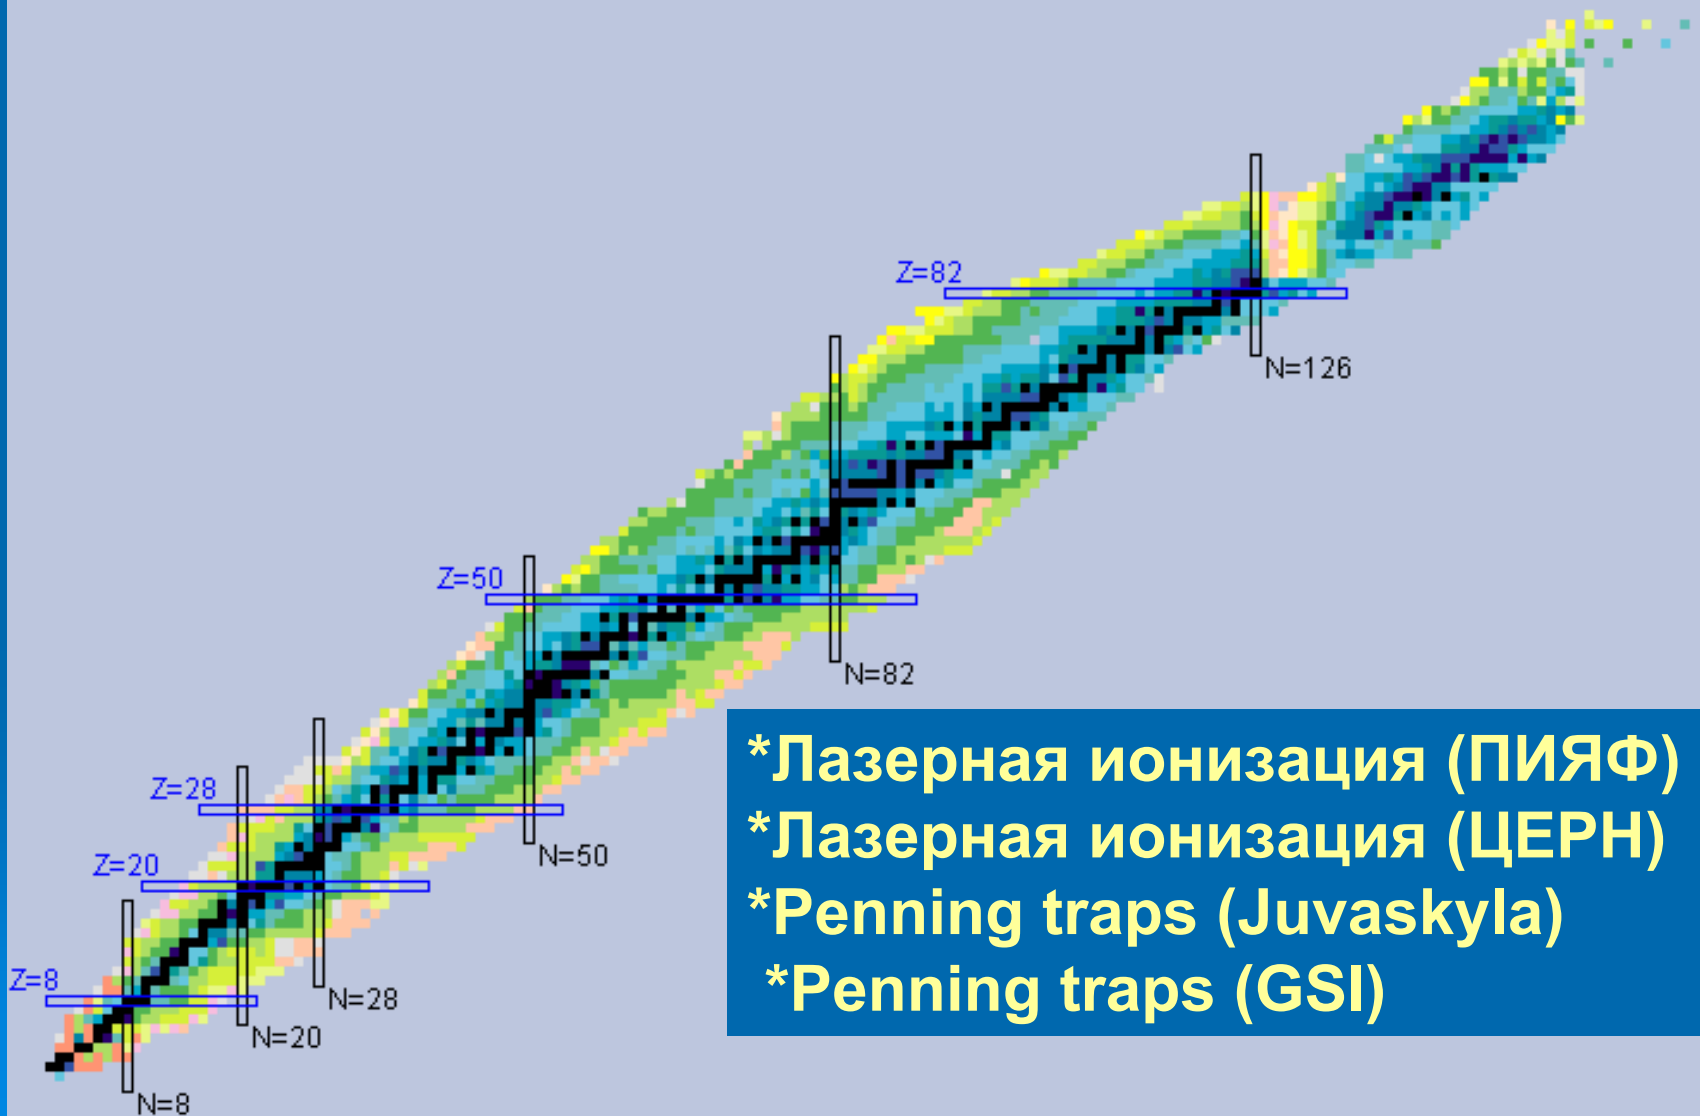 Z=82
N=126
Z=50
N=82
Z=28
N=50
Z=20
N=28
Z=8
N=20
N=8
*Лазерная ионизация (ПИЯФ)
*Лазерная ионизация (ЦЕРН)
*Penning traps (Juvaskyla)
*Penning traps (GSI)